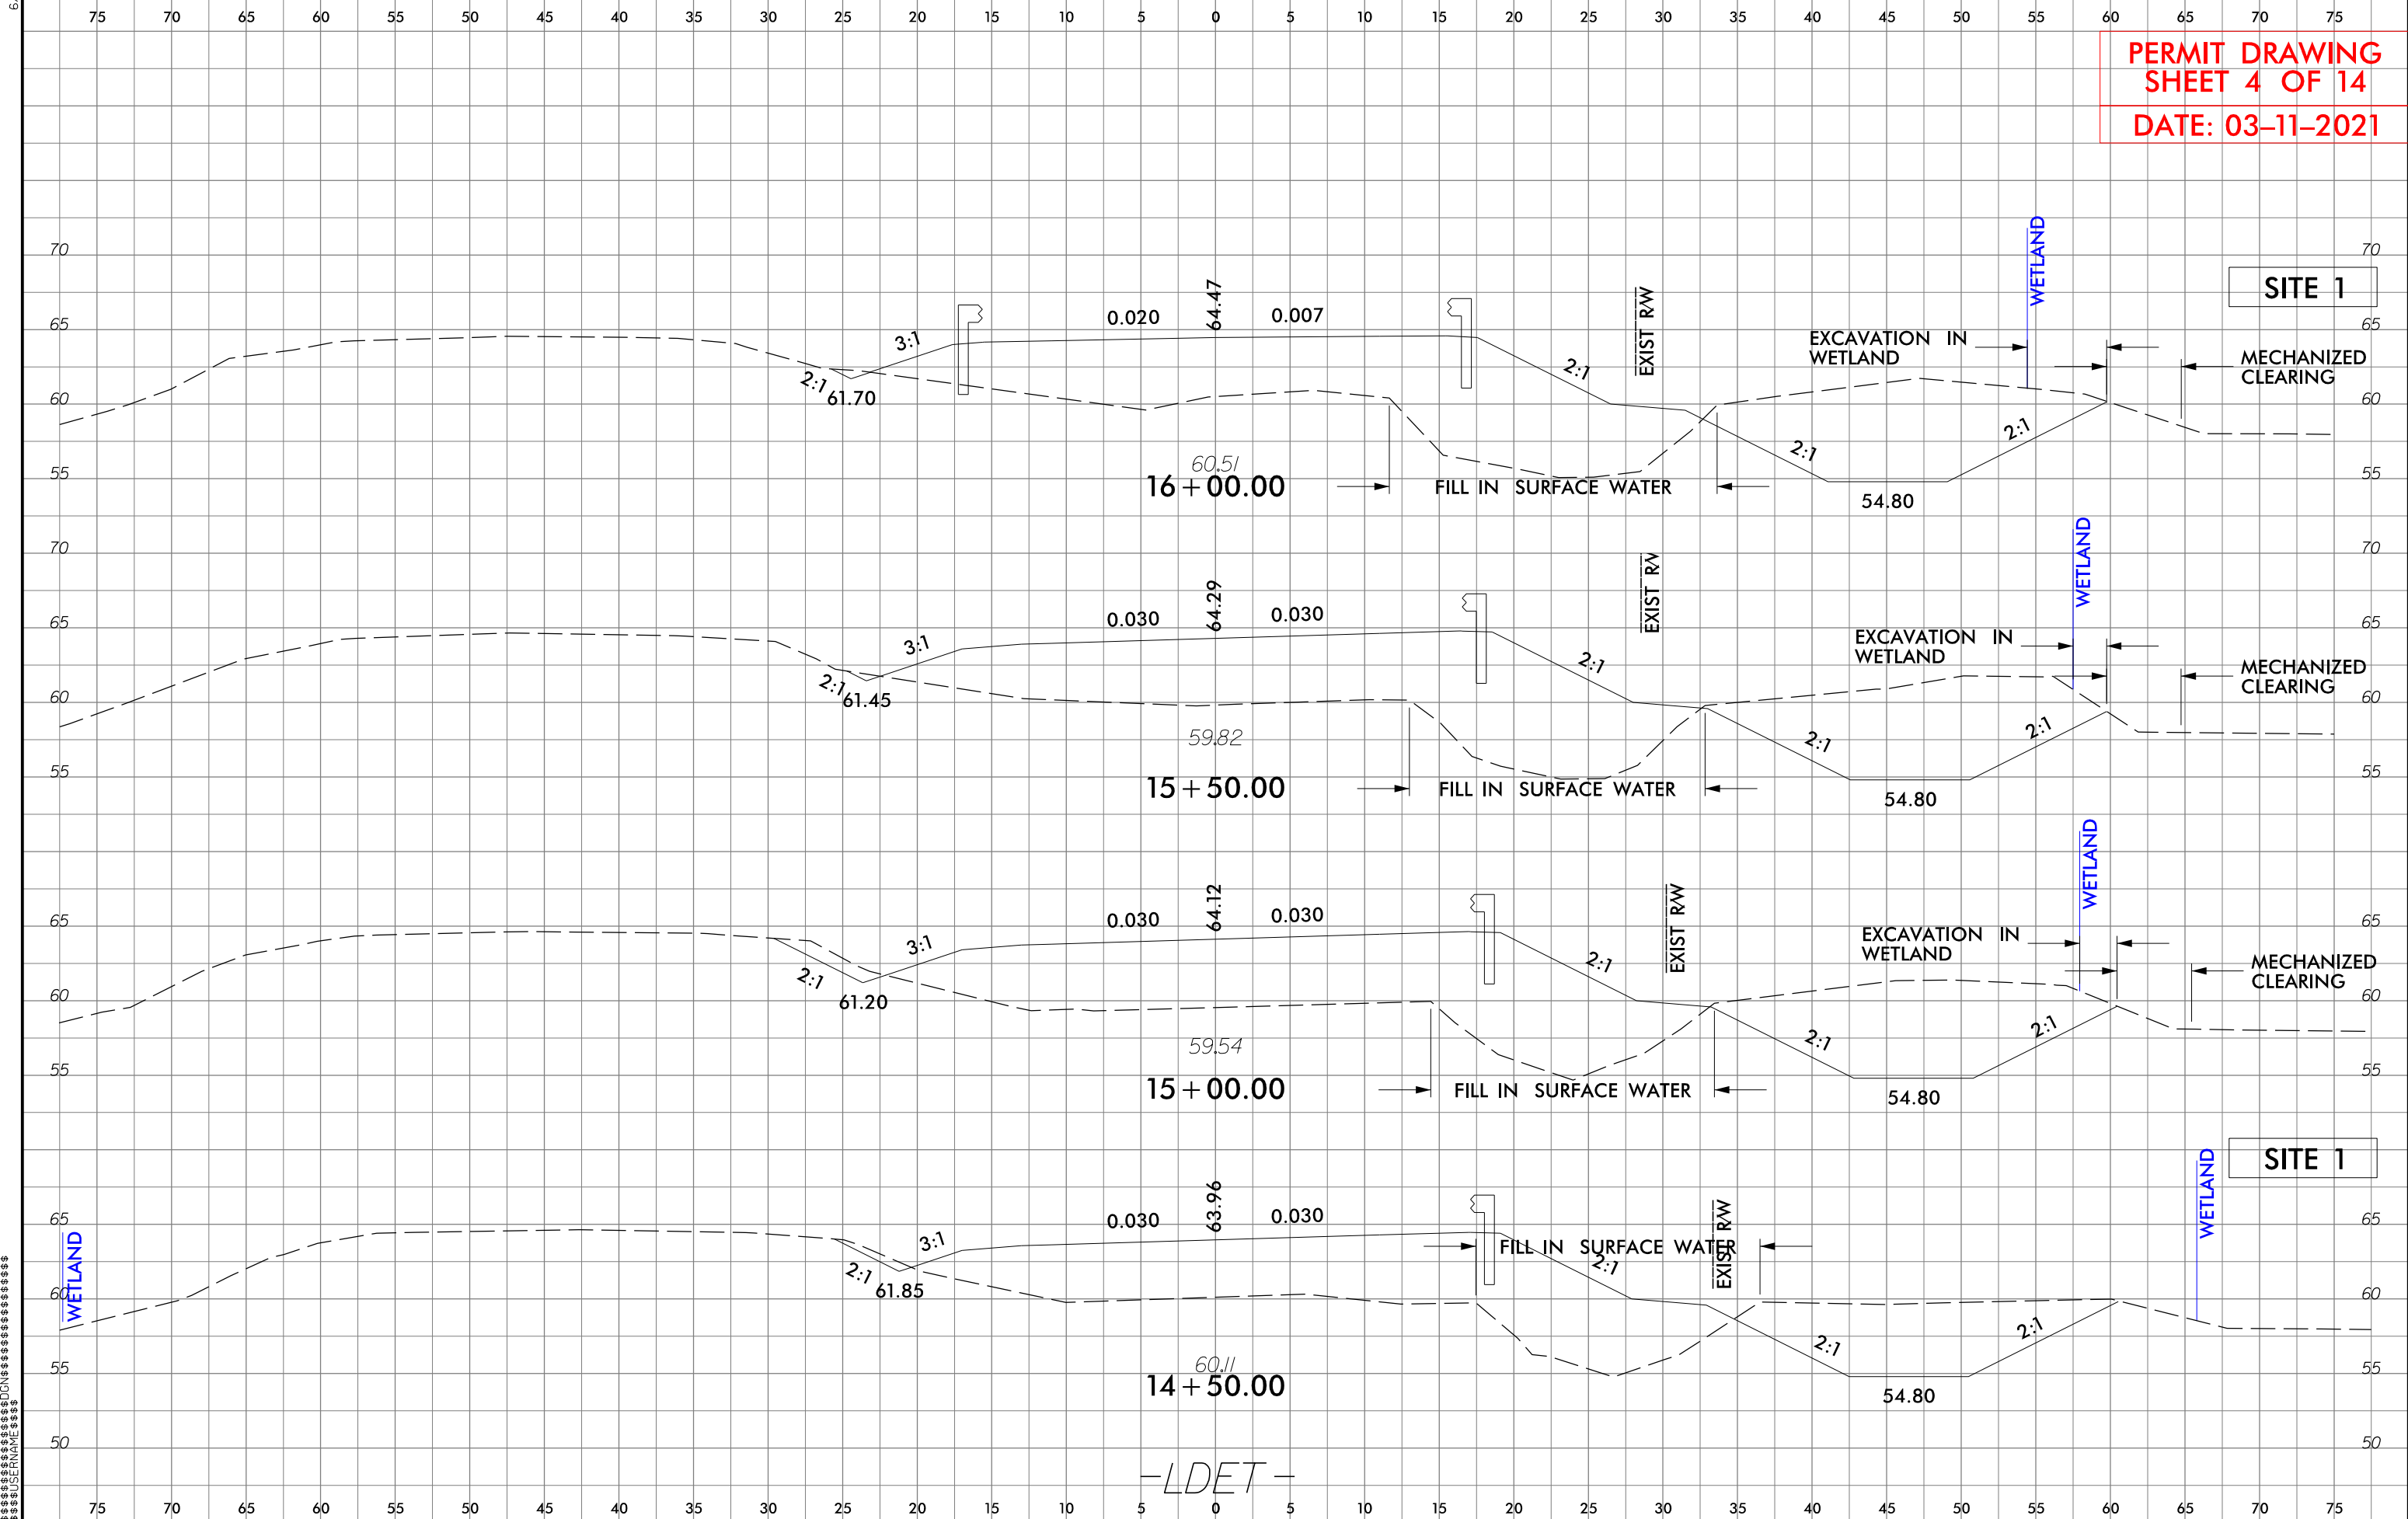 75 70 65 60 55 50 45 40 35 30 25 20 15 10 5 0 5 10 15 20 25 30 35 40 45 50 55 60 65 70 75
PERMIT DRAWING
SHEET 4 OF 14
DATE: 03-11-2021
70 70
WETLAND
SITE 1
65 0.020 64.47 0.007 EXIST R/W 65
3:1
EXCAVATION IN
WETLAND
MECHANIZED
CLEARING
2:1
2:1
61.70
60 60
2:1
2:1
60.51
55 55
16+00.00
FILL IN SURFACE WATER
54.80
70 70
WETLAND
65 0.030 64.29 0.030 EXIST R/W 65
3:1
EXCAVATION IN
WETLAND
MECHANIZED
CLEARING
2:1
2:1
61.45
60 60
2:1
2:1
59.82
55 55
15+50.00
FILL IN SURFACE WATER
54.80
WETLAND
65 0.030 64.12 0.030 EXIST R/W 65
3:1
EXCAVATION IN
WETLAND
MECHANIZED
CLEARING
2:1
2:1
61.20
60 60
2:1
2:1
59.54
55 55
15+00.00
FILL IN SURFACE WATER
54.80
SITE 1
WETLAND
65 0.030 63.96 0.030 EXIST R/W 65
WETLAND
3:1
FILL IN SURFACE WATER
2:1
2:1
61.85
60 60
2:1
2:1
60.11
55 55
14+50.00
54.80
50 50
-LDET-
75 70 65 60 55 50 45 40 35 30 25 20 15 10 5 0 5 10 15 20 25 30 35 40 45 50 55 60 65 70 75